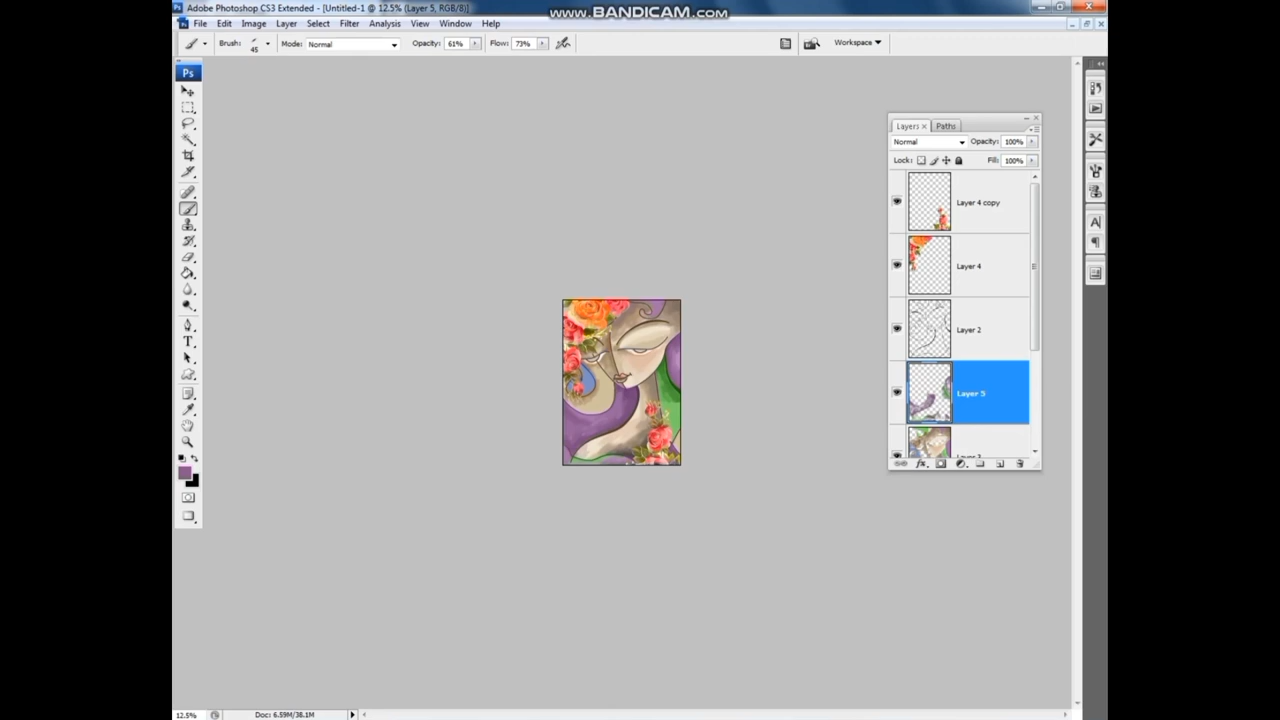 Adobe Photoshop CS3 Extended - [Untitled-1 @ 12.5% (Layer 5, RGB/8)]
www.BANDICAM.com
File Edit Image Layer Select Filter Analysis View Window Help
Brush: 45 Mode: Normal Opacity: 61% Flow: 73% Workspace
Ps
Layers Paths
Normal Opacity: 100%
Lock: Fill: 100%
Layer 4 copy
Layer 4
Layer 2
Layer 5
12.5% Doc: 6.59M/38.1M